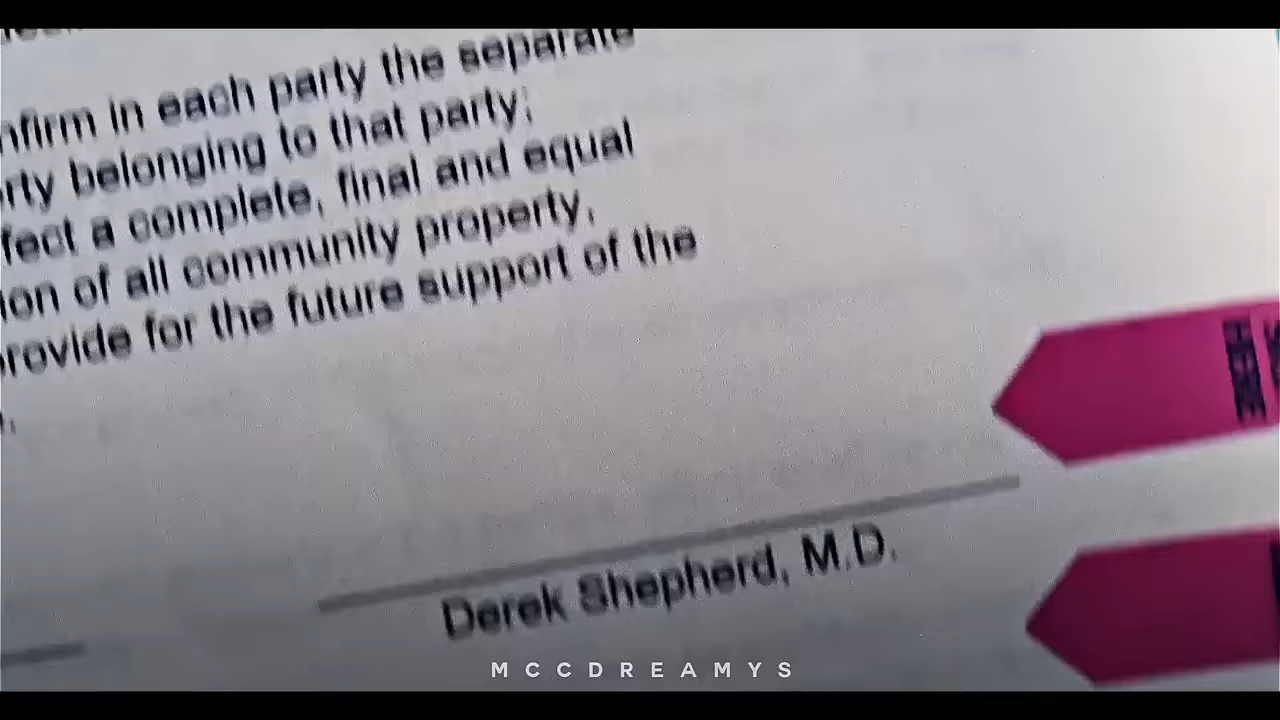 nfirm in each party the separate
rty belonging to that party;
fect a complete, final and equal
ion of all community property,
provide for the future support of the
HERE
Derek Shepherd, M.D.
MCCDREAMYS